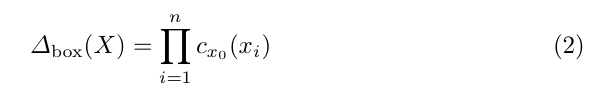 Δ_box(X) = ∏_{i=1}^{n} c_{x_0}(x_i) (2)